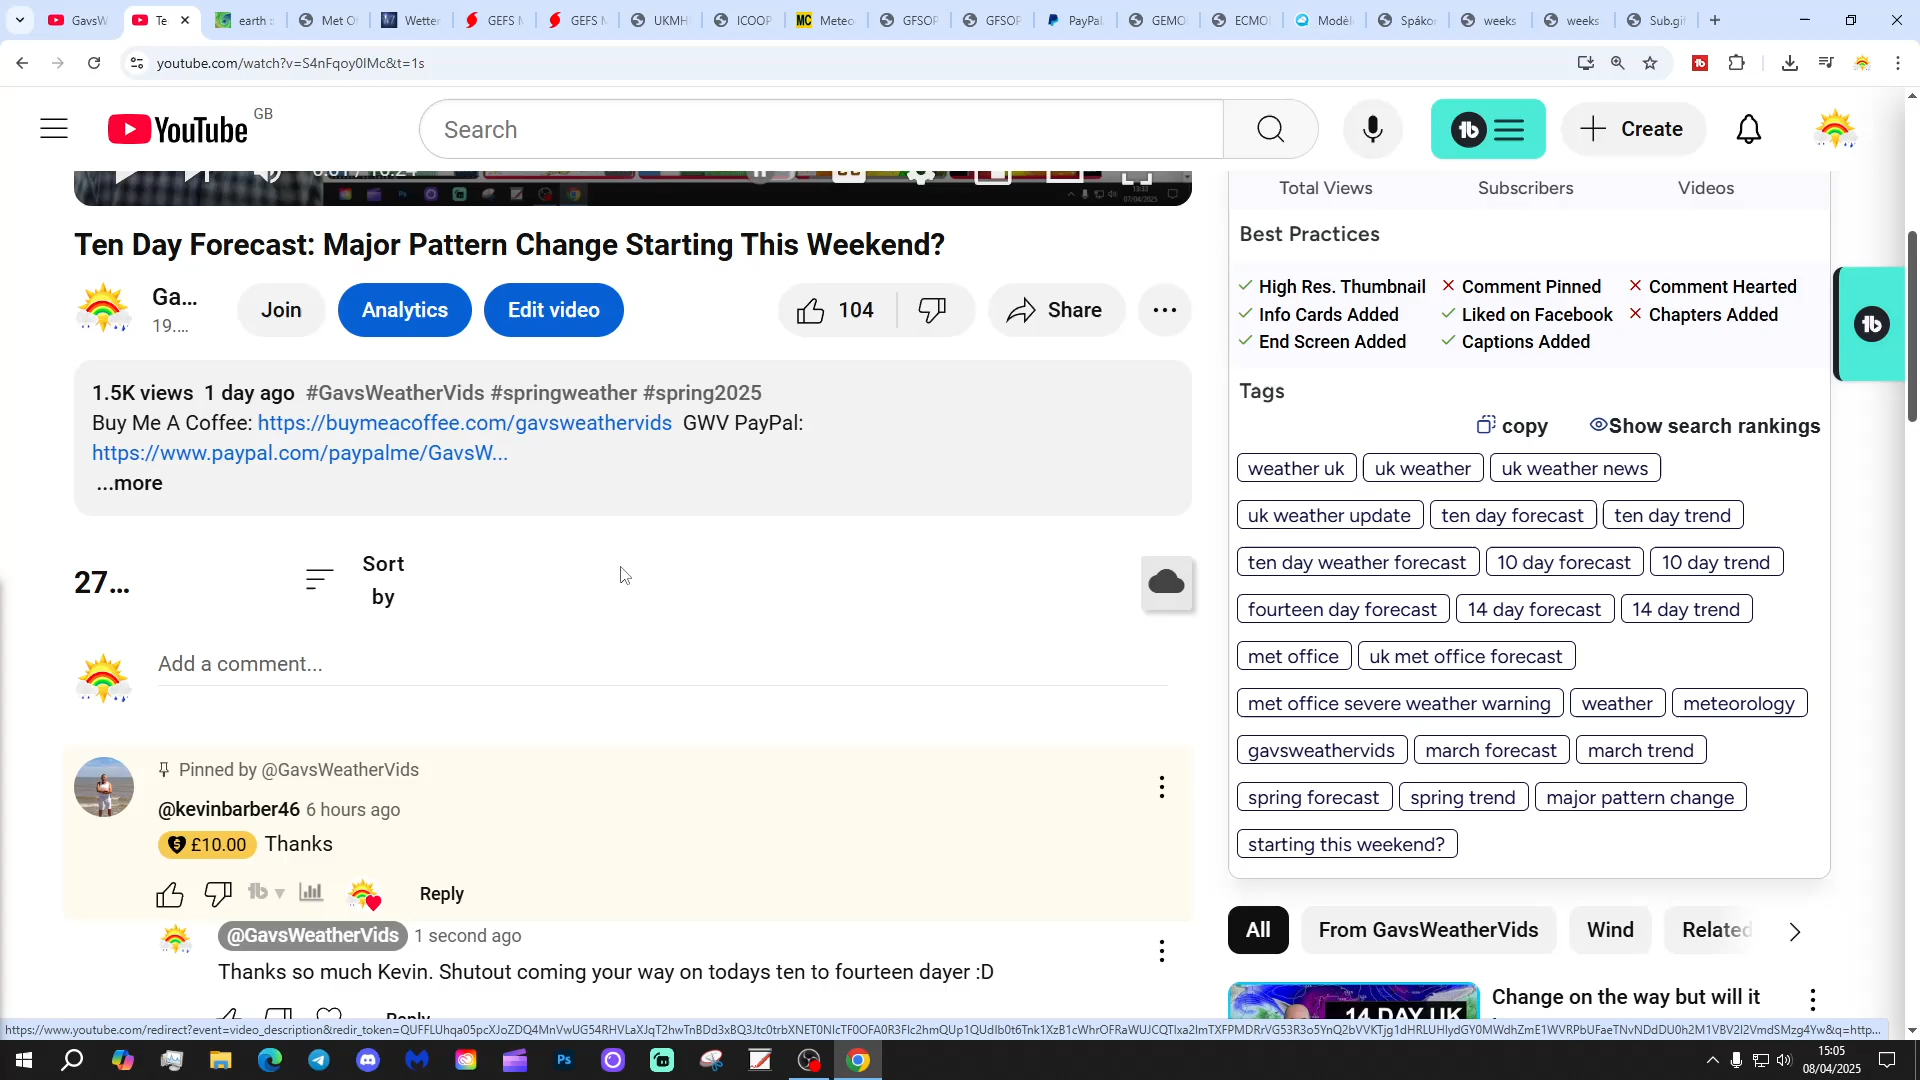 GavsW
Te
earth ::
Met Of
Wetter
GEFS M
GEFS M
UKMH
ICOOP
MC Meteo
GFSOP
GFSOP
PayPal
GEMO
ECMO
Modèl
Spáko
weeks
weeks
Sub.gif
youtube.com/watch?v=S4nFqoy0lMc&t=1s
YouTube GB
Search
Create
Total Views
Subscribers
Videos
Ten Day Forecast: Major Pattern Change Starting This Weekend?
Ga...
19....
Join
Analytics
Edit video
104
Share
1.5K views 1 day ago #GavsWeatherVids #springweather #spring2025
Buy Me A Coffee: https://buymeacoffee.com/gavsweathervids GWV PayPal:
https://www.paypal.com/paypalme/GavsW...
...more
27...
Sort
by
Add a comment...
Pinned by @GavsWeatherVids
@kevinbarber46 6 hours ago
£10.00 Thanks
Reply
@GavsWeatherVids 1 second ago
Thanks so much Kevin. Shutout coming your way on todays ten to fourteen dayer :D
Best Practices
High Res. Thumbnail
Comment Pinned
Comment Hearted
Info Cards Added
Liked on Facebook
Chapters Added
End Screen Added
Captions Added
Tags
copy
Show search rankings
weather uk
uk weather
uk weather news
uk weather update
ten day forecast
ten day trend
ten day weather forecast
10 day forecast
10 day trend
fourteen day forecast
14 day forecast
14 day trend
met office
uk met office forecast
met office severe weather warning
weather
meteorology
gavsweathervids
march forecast
march trend
spring forecast
spring trend
major pattern change
starting this weekend?
All
From GavsWeatherVids
Wind
Related
Change on the way but will it
14 DAY UK
15:05
08/04/2025